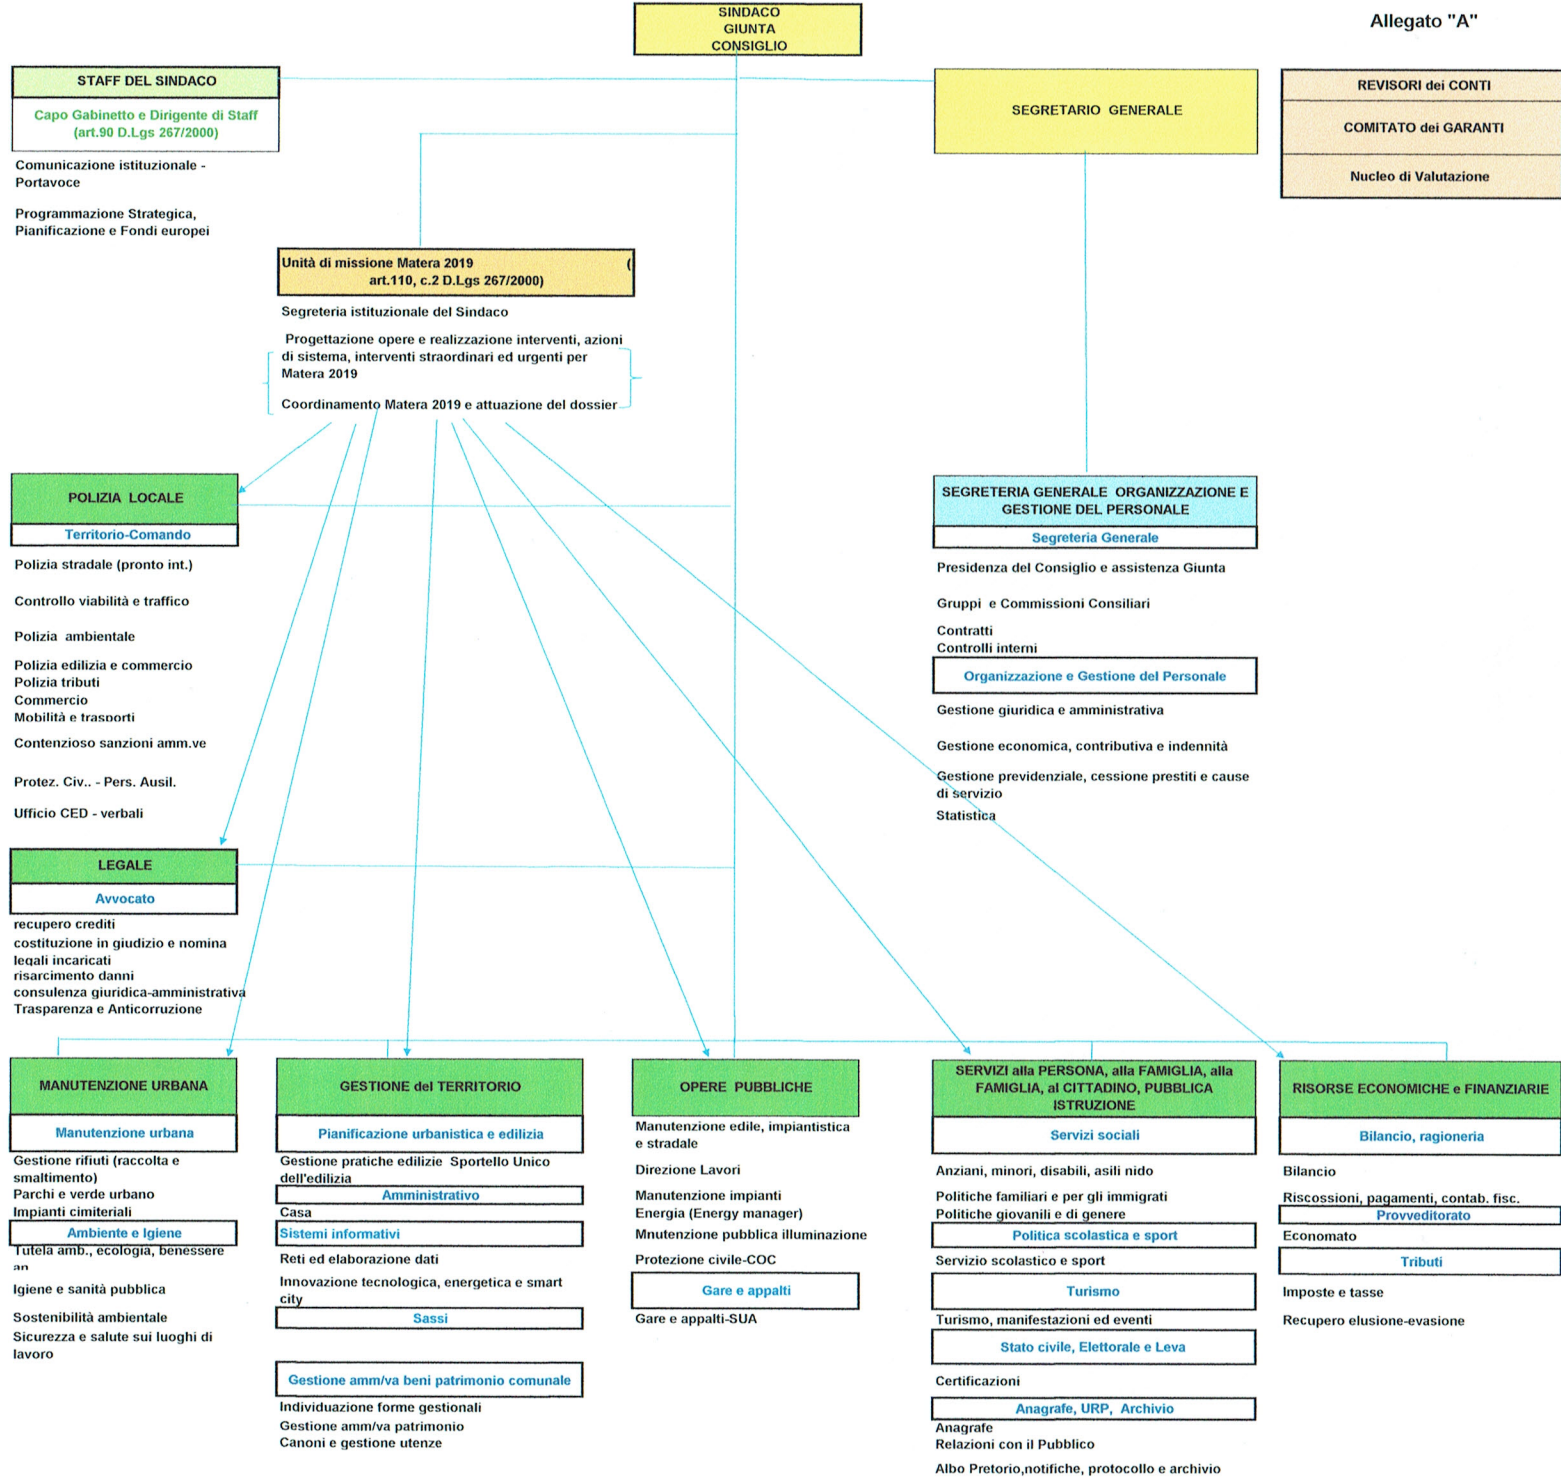 SINDACO
GIUNTA
CONSIGLIO
Allegato "A"
STAFF DEL SINDACO
Capo Gabinetto e Dirigente di Staff
(art.90 D.Lgs 267/2000)
Comunicazione istituzionale -
Portavoce
Programmazione Strategica,
Pianificazione e Fondi europei
SEGRETARIO GENERALE
REVISORI dei CONTI
COMITATO dei GARANTI
Nucleo di Valutazione
Unità di missione Matera 2019 (
art.110, c.2 D.Lgs 267/2000)
Segreteria istituzionale del Sindaco
Progettazione opere e realizzazione interventi, azioni
di sistema, interventi straordinari ed urgenti per
Matera 2019
Coordinamento Matera 2019 e attuazione del dossier
POLIZIA LOCALE
Territorio-Comando
Polizia stradale (pronto int.)
Controllo viabilità e traffico
Polizia ambientale
Polizia edilizia e commercio
Polizia tributi
Commercio
Mobilità e trasporti
Contenzioso sanzioni amm.ve
Protez. Civ.. - Pers. Ausil.
Ufficio CED - verbali
SEGRETERIA GENERALE ORGANIZZAZIONE E
GESTIONE DEL PERSONALE
Segreteria Generale
Presidenza del Consiglio e assistenza Giunta
Gruppi e Commissioni Consiliari
Contratti
Controlli interni
Organizzazione e Gestione del Personale
Gestione giuridica e amministrativa
Gestione economica, contributiva e indennità
Gestione previdenziale, cessione prestiti e cause
di servizio
Statistica
LEGALE
Avvocato
recupero crediti
costituzione in giudizio e nomina
legali incaricati
risarcimento danni
consulenza giuridica-amministrativa
Trasparenza e Anticorruzione
MANUTENZIONE URBANA
Manutenzione urbana
Gestione rifiuti (raccolta e
smaltimento)
Parchi e verde urbano
Impianti cimiteriali
Ambiente e Igiene
Tutela amb., ecologia, benessere
an
Igiene e sanità pubblica
Sostenibilità ambientale
Sicurezza e salute sui luoghi di
lavoro
GESTIONE del TERRITORIO
Pianificazione urbanistica e edilizia
Gestione pratiche edilizie Sportello Unico
dell'edilizia
Amministrativo
Casa
Sistemi informativi
Reti ed elaborazione dati
Innovazione tecnologica, energetica e smart
city
Sassi
Gestione amm/va beni patrimonio comunale
Individuazione forme gestionali
Gestione amm/va patrimonio
Canoni e gestione utenze
OPERE PUBBLICHE
Manutenzione edile, impiantistica
e stradale
Direzione Lavori
Manutenzione impianti
Energia (Energy manager)
Mnutenzione pubblica illuminazione
Protezione civile-COC
Gare e appalti
Gare e appalti-SUA
SERVIZI alla PERSONA, alla FAMIGLIA, alla
FAMIGLIA, al CITTADINO, PUBBLICA
ISTRUZIONE
Servizi sociali
Anziani, minori, disabili, asili nido
Politiche familiari e per gli immigrati
Politiche giovanili e di genere
Politica scolastica e sport
Servizio scolastico e sport
Turismo
Turismo, manifestazioni ed eventi
Stato civile, Elettorale e Leva
Certificazioni
Anagrafe, URP, Archivio
Anagrafe
Relazioni con il Pubblico
Albo Pretorio,notifiche, protocollo e archivio
RISORSE ECONOMICHE e FINANZIARIE
Bilancio, ragioneria
Bilancio
Riscossioni, pagamenti, contab. fisc.
Provveditorato
Economato
Tributi
Imposte e tasse
Recupero elusione-evasione